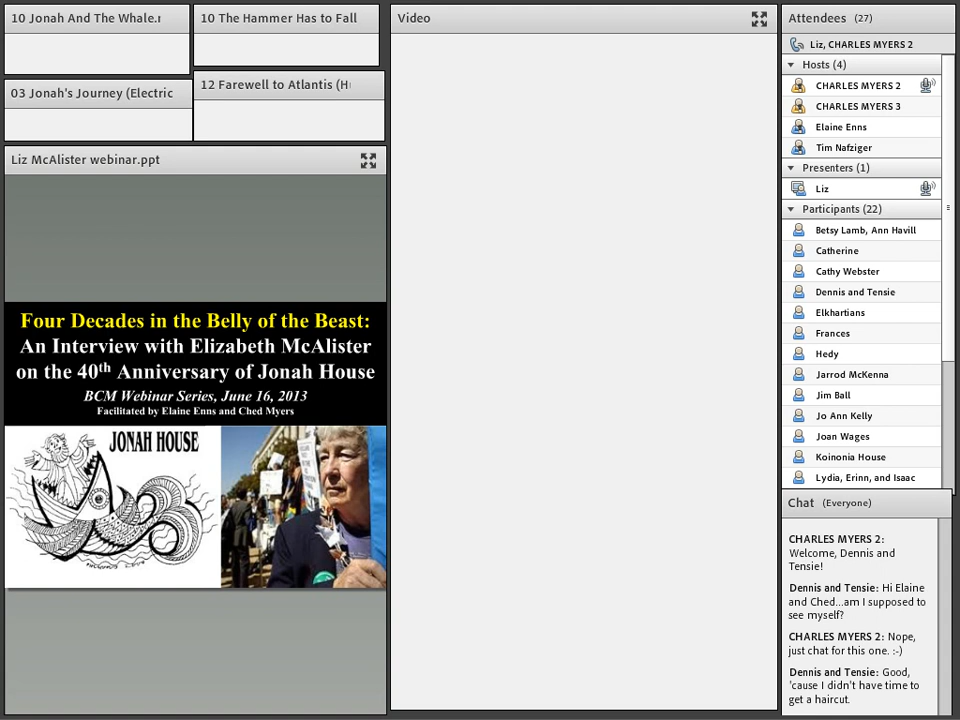 10 Jonah And The Whale.r
10 The Hammer Has to Fall
03 Jonah's Journey (Electric
12 Farewell to Atlantis (H
Liz McAlister webinar.ppt
Four Decades in the Belly of the Beast:
An Interview with Elizabeth McAlister
on the 40th Anniversary of Jonah House
BCM Webinar Series, June 16, 2013
Facilitated by Elaine Enns and Ched Myers
JONAH HOUSE
Video
Attendees (27)
Liz, CHARLES MYERS 2
Hosts (4)
CHARLES MYERS 2
CHARLES MYERS 3
Elaine Enns
Tim Nafziger
Presenters (1)
Liz
Participants (22)
Betsy Lamb, Ann Havill
Catherine
Cathy Webster
Dennis and Tensie
Elkhartians
Frances
Hedy
Jarrod McKenna
Jim Ball
Jo Ann Kelly
Joan Wages
Koinonia House
Lydia, Erinn, and Isaac
Chat (Everyone)
CHARLES MYERS 2:
Welcome, Dennis and
Tensie!
Dennis and Tensie: Hi Elaine
and Ched...am I supposed to
see myself?
CHARLES MYERS 2: Nope,
just chat for this one. :-)
Dennis and Tensie: Good,
'cause I didn't have time to
get a haircut.